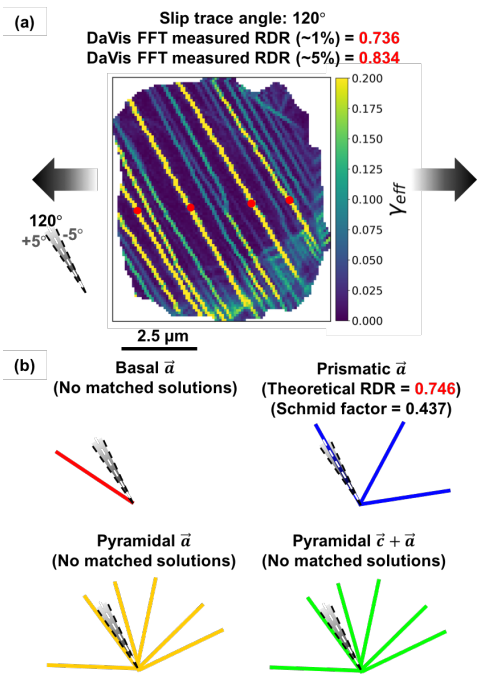 (a)
Slip trace angle: 120°
DaVis FFT measured RDR (~1%) = 0.736
DaVis FFT measured RDR (~5%) = 0.834
0.200
0.175
0.150
0.125
0.100
0.075
0.050
0.025
0.000
γeff
120°
+5° -5°
2.5 μm
(b)
Basal a⃗
(No matched solutions)
Prismatic a⃗
(Theoretical RDR = 0.746)
(Schmid factor = 0.437)
Pyramidal a⃗
(No matched solutions)
Pyramidal c⃗ + a⃗
(No matched solutions)